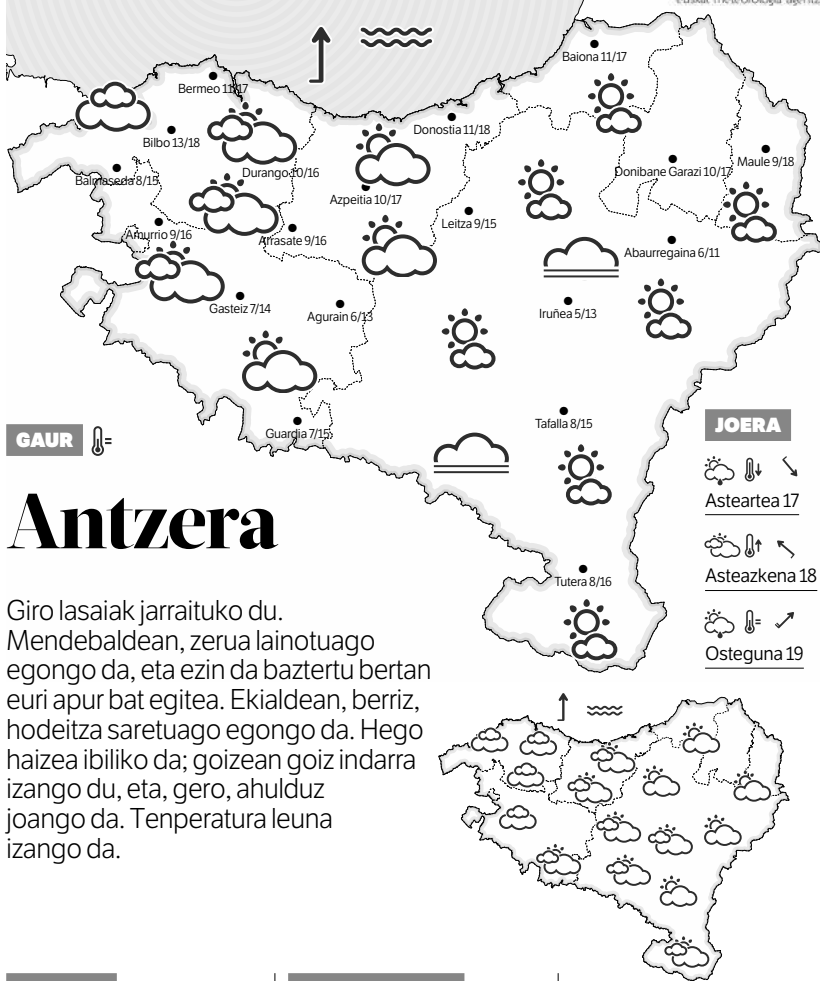 Baiona 11/17
Bermeo 11/17
Bilbo 13/18
Donostia 11/18
Durango 10/16
Balmaseda 8/15
Azpeitia 10/17
Donibane Garazi 10/17
Maule 9/18
Leitza 9/15
Amurrio 9/16
Arrasate 9/16
Abaurregaina 6/11
Gasteiz 7/14
Agurain 6/13
Iruñea 5/13
Tafalla 8/15
Guardia 7/15
Tutera 8/16
GAUR
Antzera
Giro lasaiak jarraituko du.
Mendebaldean, zerua lainotuago
egongo da, eta ezin da baztertu bertan
euri apur bat egitea. Ekialdean, berriz,
hodeitza saretuago egongo da. Hego
haizea ibiliko da; goizean goiz indarra
izango du, eta, gero, ahulduz
joango da. Tenperatura leuna
izango da.
JOERA
Asteartea 17
Asteazkena 18
Osteguna 19